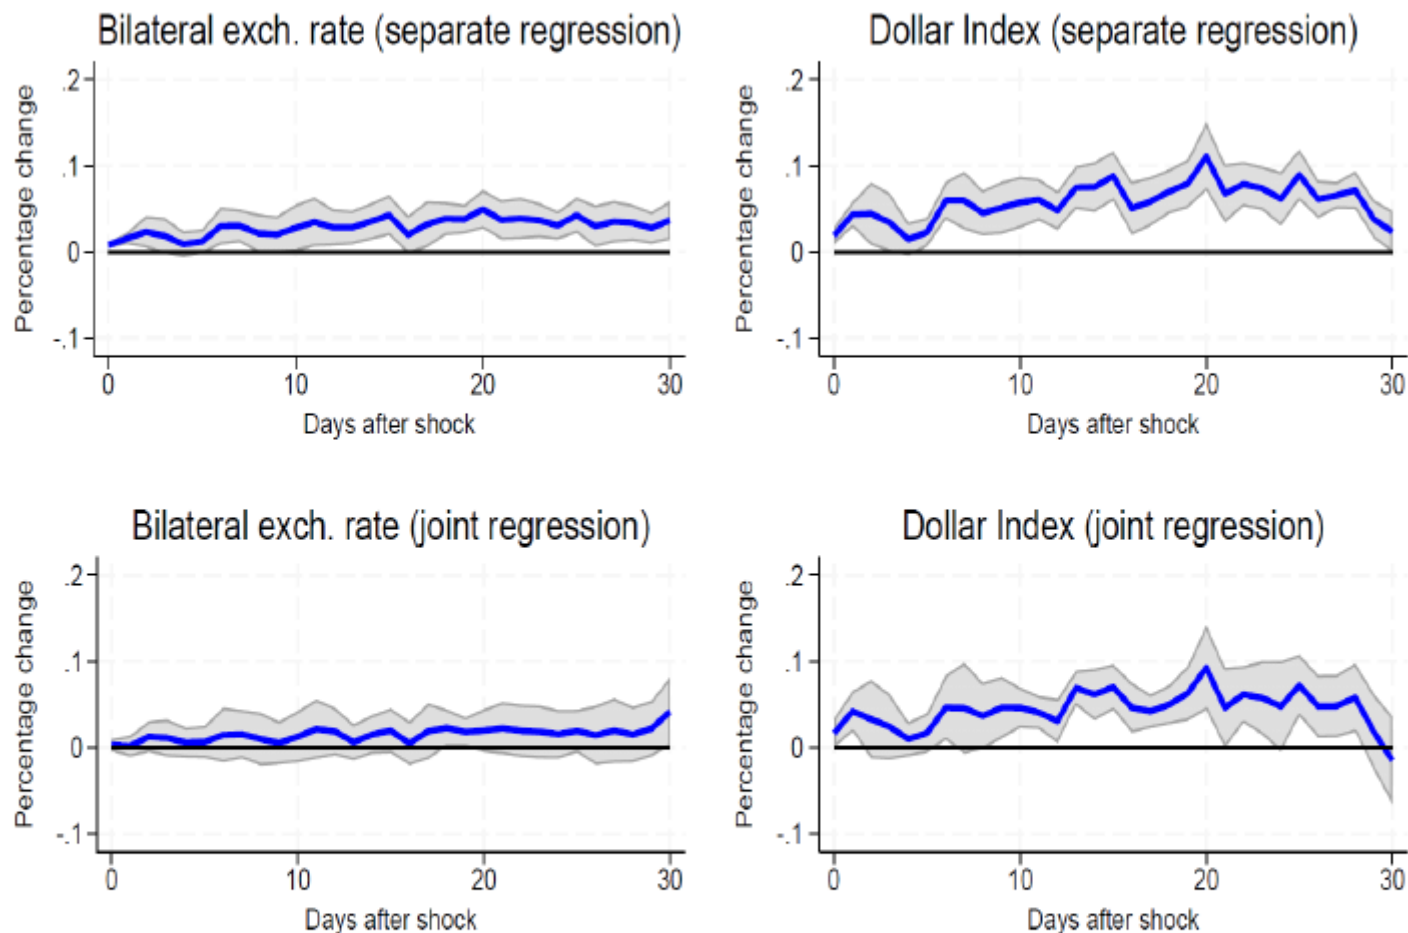 Bilateral exch. rate (separate regression)
Percentage change
.2
.1
0
-.1
0 10 20 30
Days after shock
Dollar Index (separate regression)
Percentage change
.2
.1
0
-.1
0 10 20 30
Days after shock
Bilateral exch. rate (joint regression)
Percentage change
.2
.1
0
-.1
0 10 20 30
Days after shock
Dollar Index (joint regression)
Percentage change
.2
.1
0
-.1
0 10 20 30
Days after shock